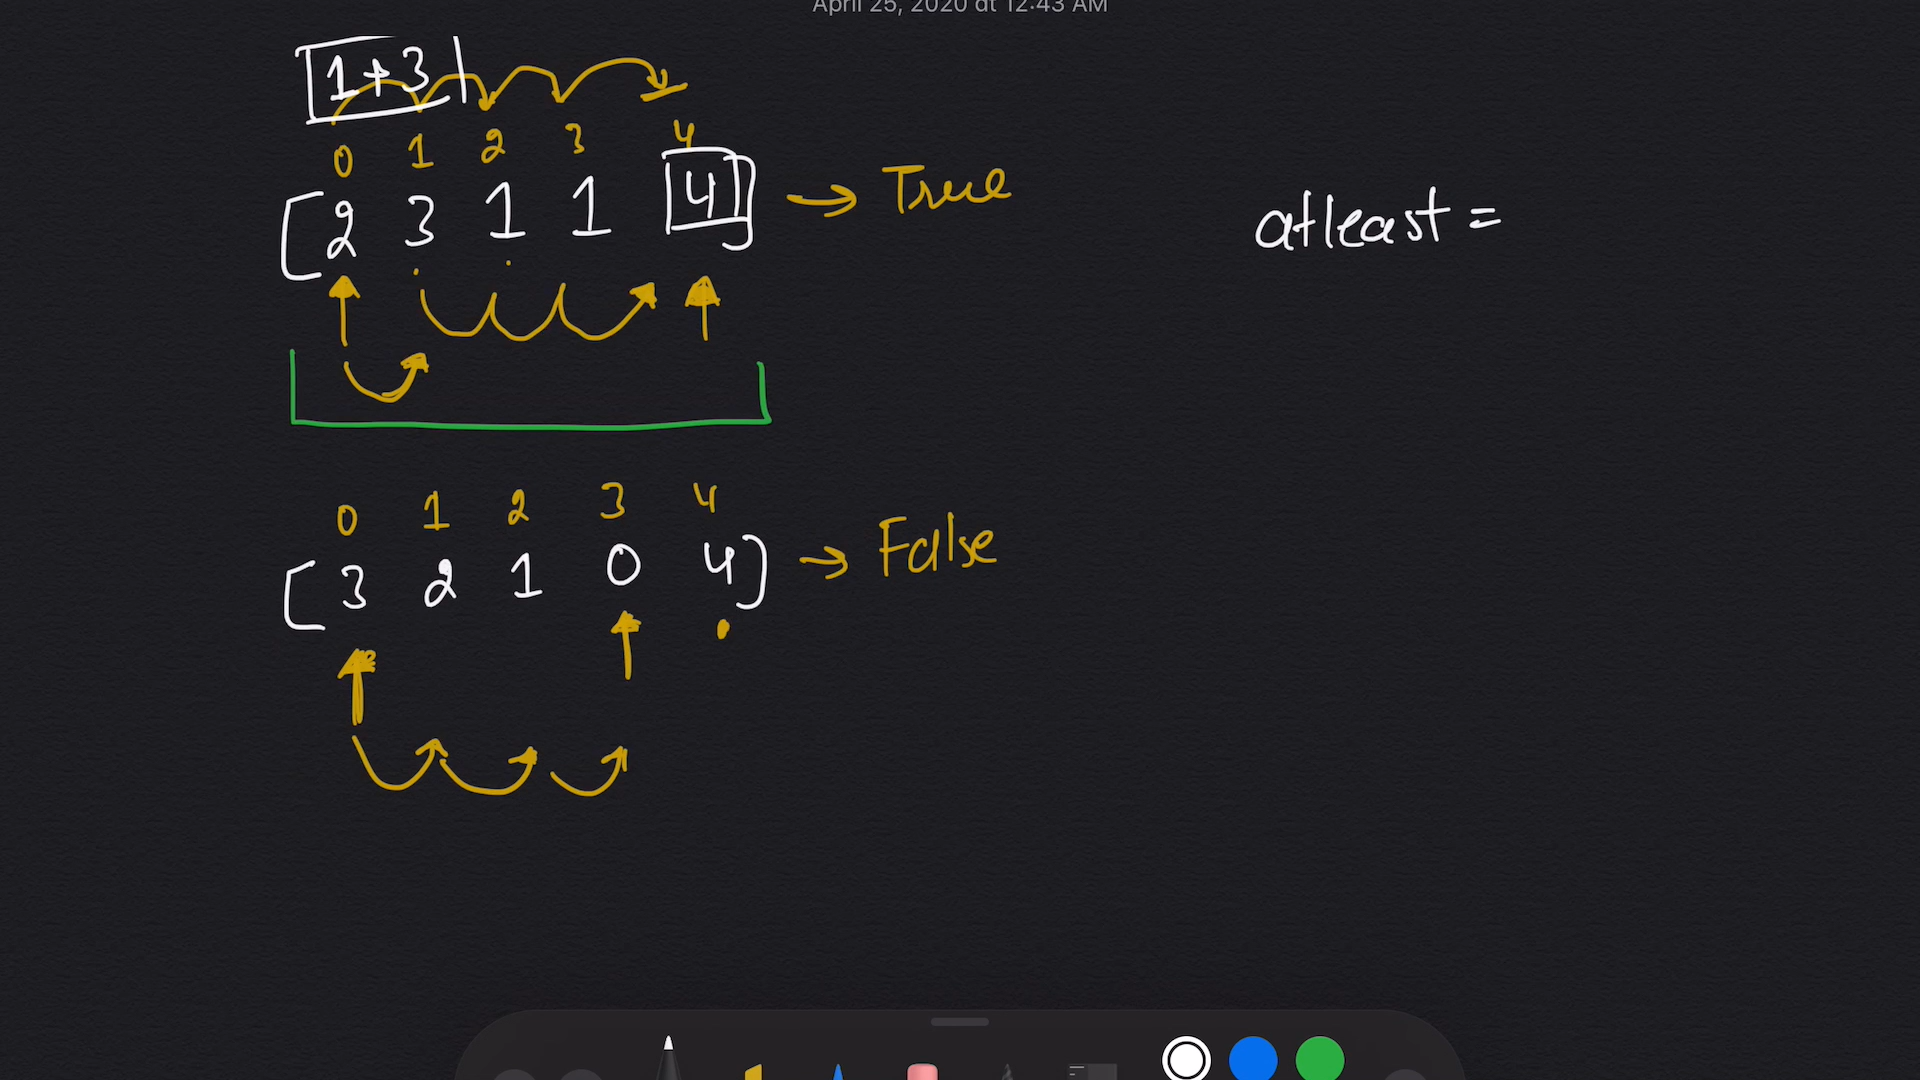 April 25, 2020 at 12:43 AM
1+3
0 1 2 3 4
[2 3 1 1 4] → True
atleast =
0 1 2 3 4
[3 2 1 0 4] → False